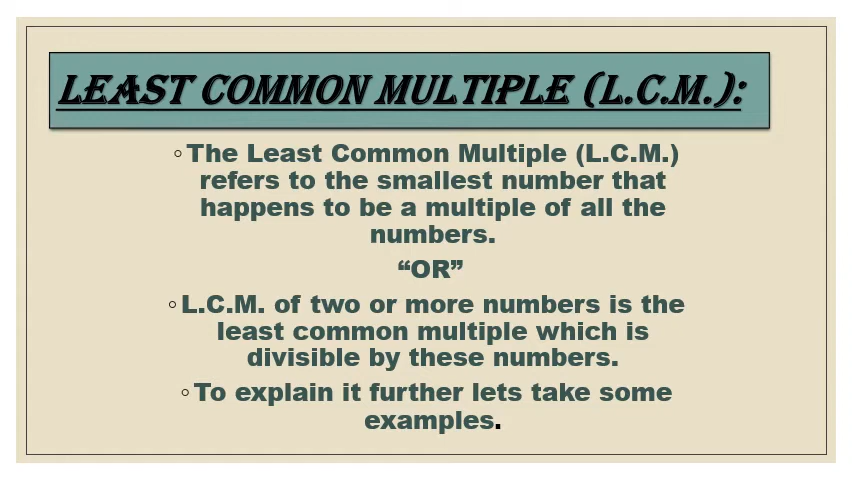 LEAST COMMON MULTIPLE (L.C.M.):
◦The Least Common Multiple (L.C.M.)
refers to the smallest number that
happens to be a multiple of all the
numbers.
“OR”
◦L.C.M. of two or more numbers is the
least common multiple which is
divisible by these numbers.
◦To explain it further lets take some
examples.